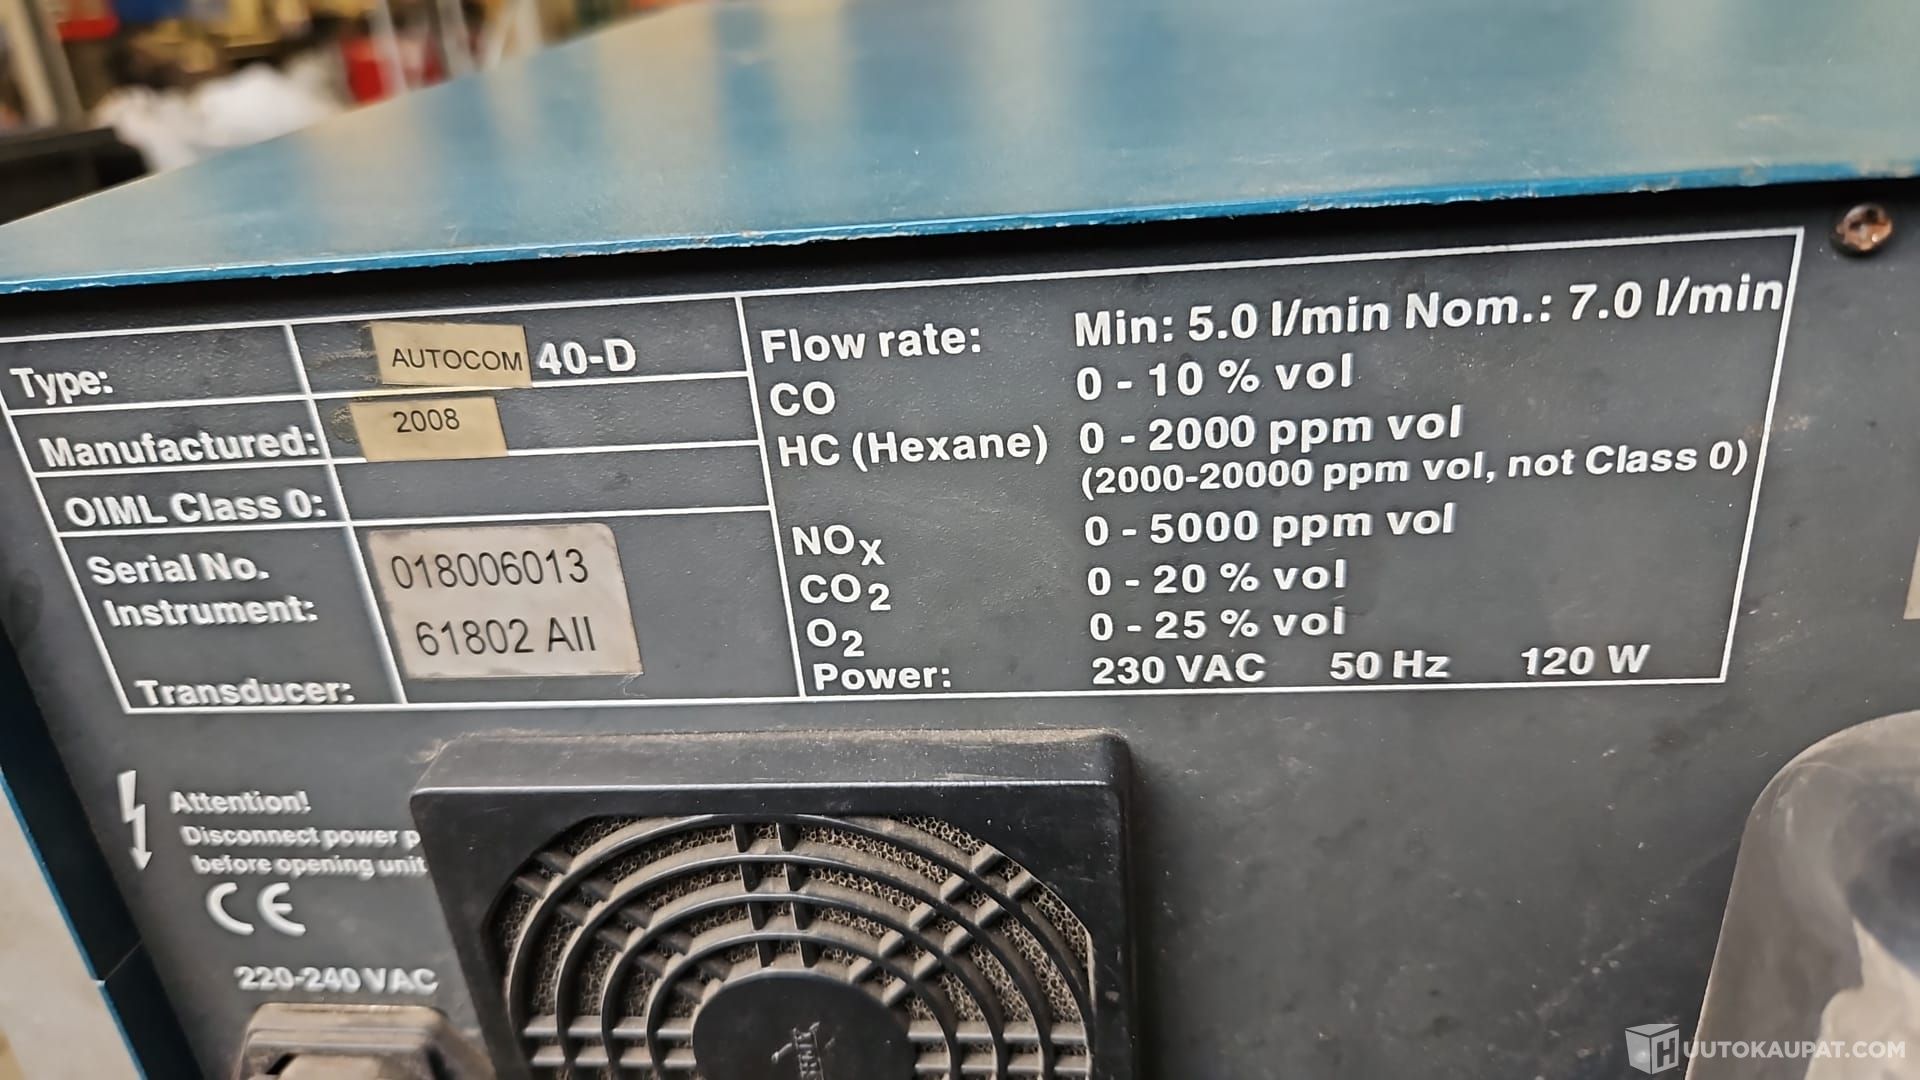 Type: AUTOCOM 40-D
Manufactured: 2008
OIML Class 0:
Serial No.
Instrument: 018006013
61802 AII
Transducer:
Flow rate: Min: 5.0 l/min Nom.: 7.0 l/min
CO 0 - 10 % vol
HC (Hexane) 0 - 2000 ppm vol
(2000-20000 ppm vol, not Class 0)
NOX 0 - 5000 ppm vol
CO2 0 - 20 % vol
O2 0 - 25 % vol
Power: 230 VAC 50 Hz 120 W
Attention!
Disconnect power p
before opening unit
CE
220-240 VAC
HUUTOKAUPAT.COM